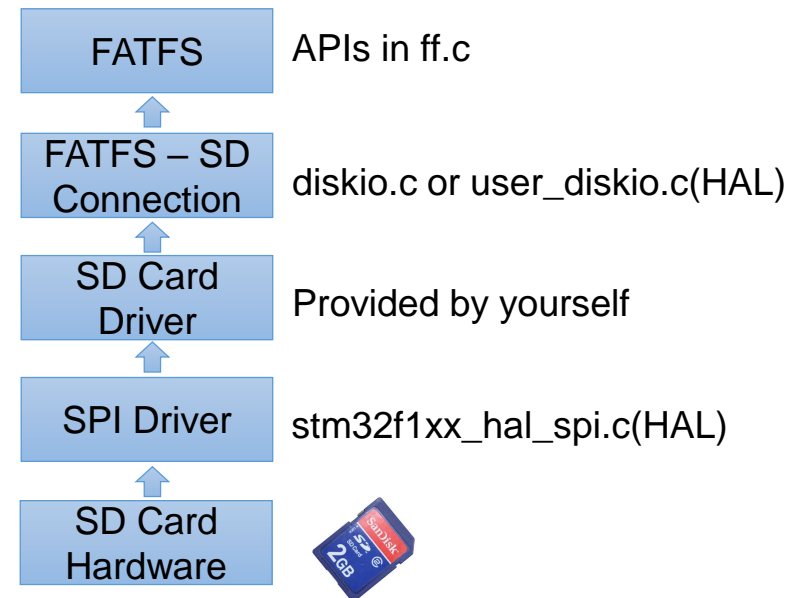 FATFS
APIs in ff.c
FATFS – SD
Connection
diskio.c or user_diskio.c(HAL)
SD Card
Driver
Provided by yourself
SPI Driver
stm32f1xx_hal_spi.c(HAL)
SD Card
Hardware
SanDisk
SD
2
2GB